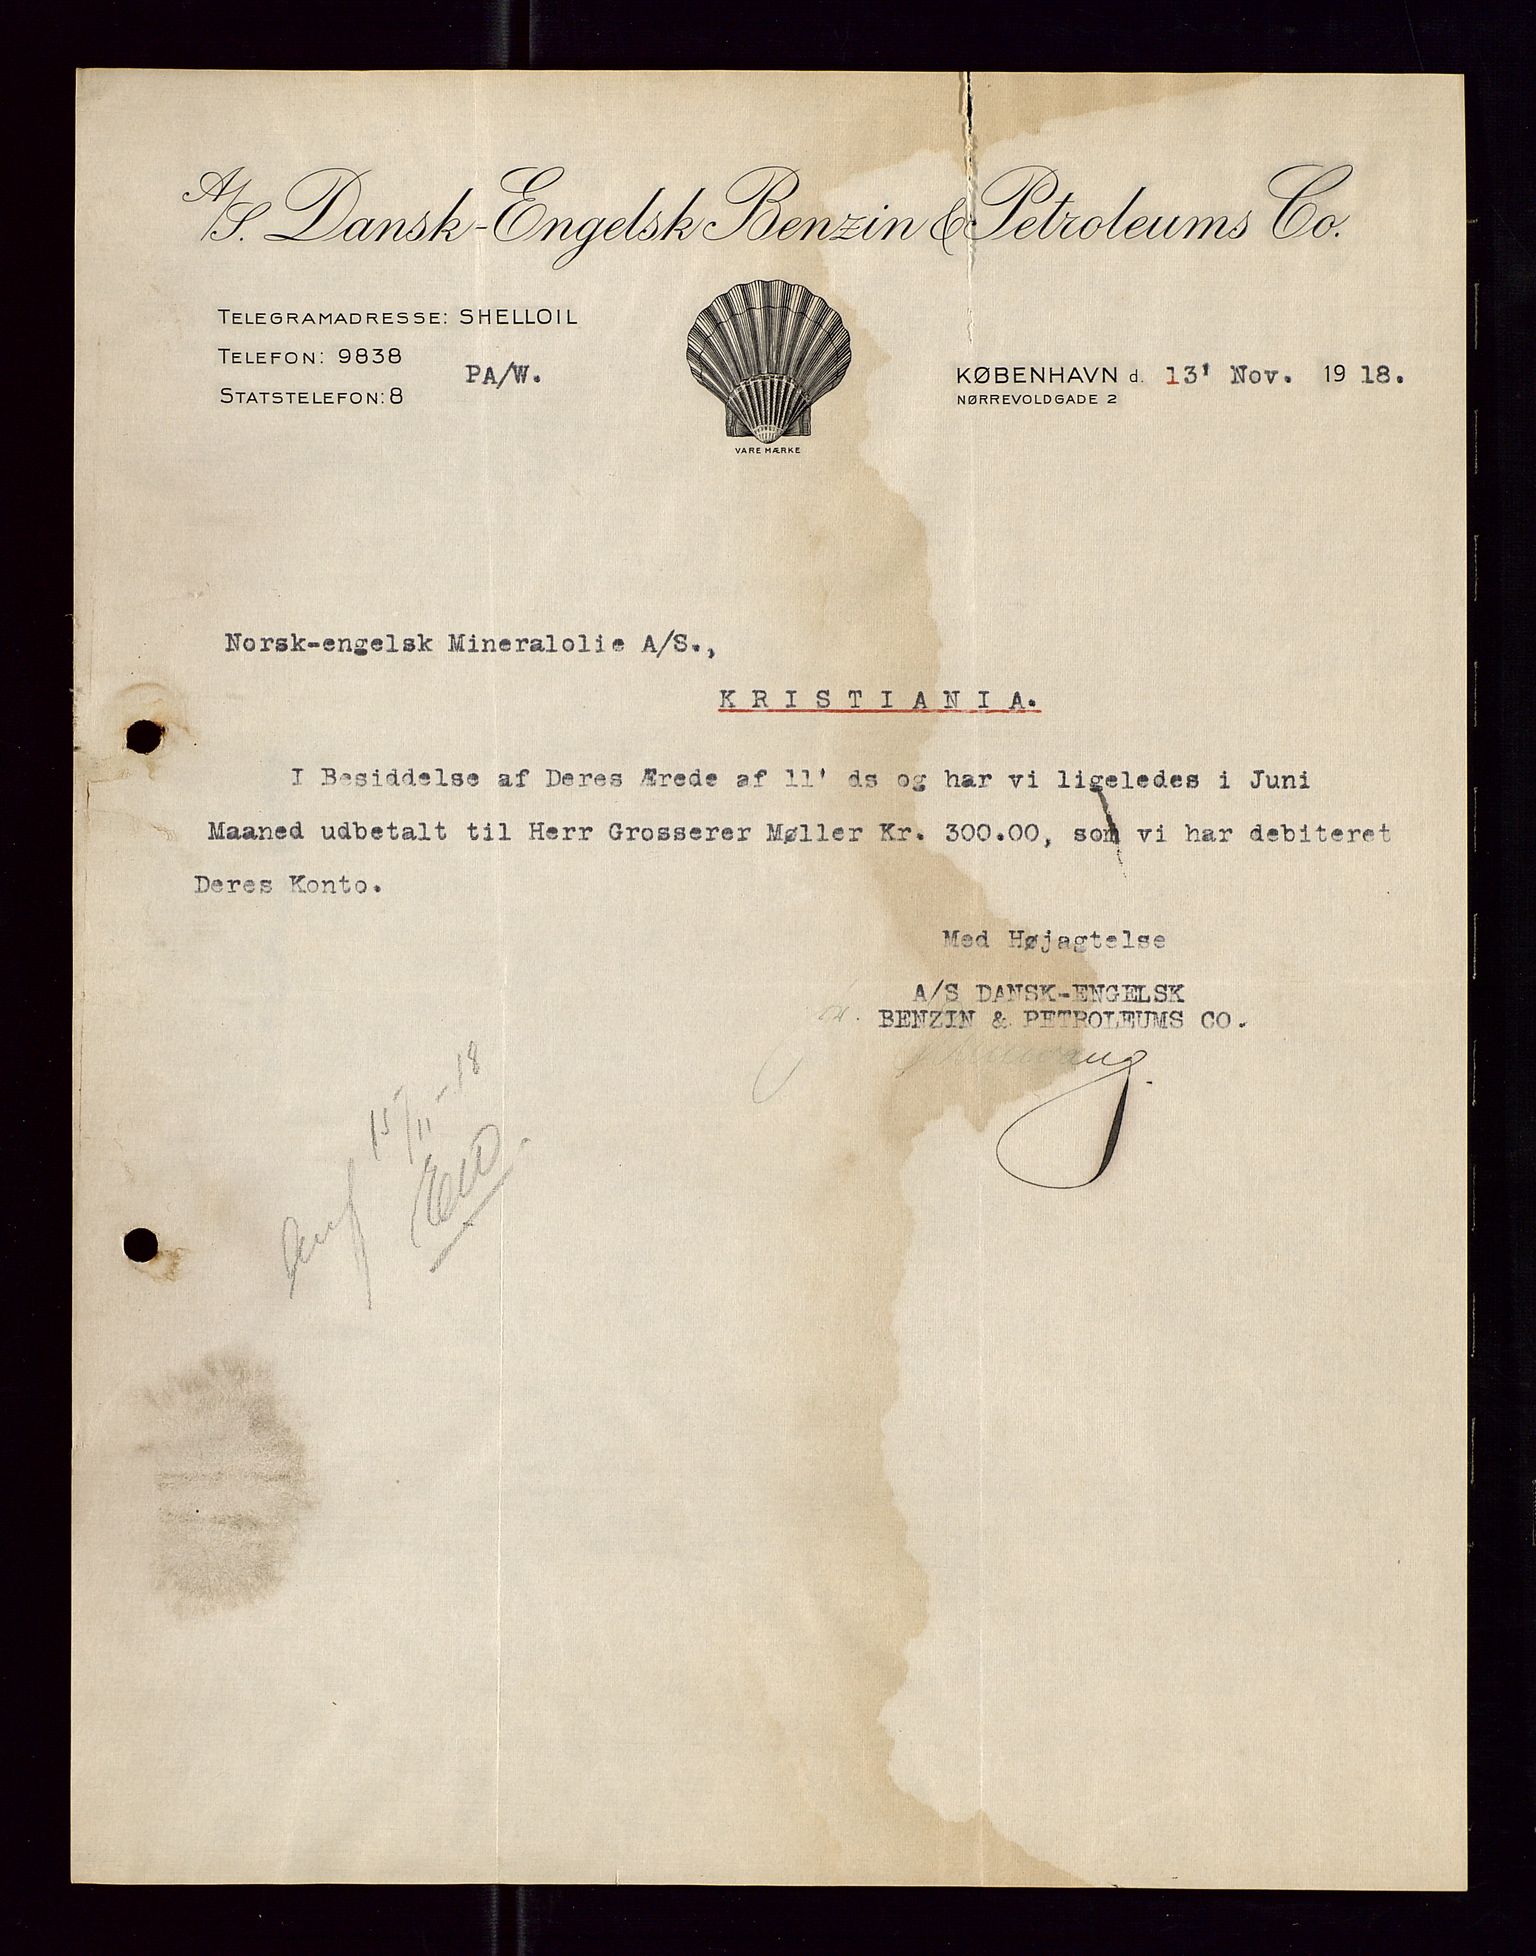 A/S. Dansk-Engelsk Benzin & Petroleums Co.
TELEGRAMADRESSE: SHELLOIL
TELEFON: 9838
PA/W.
STATSTELEFON: 8
VARE MÆRKE
KØBENHAVN d. 13' Nov. 1918.
NØRREVOLDGADE 2
Norsk-engelsk Mineralolie A/S.,
KRISTIANIA.
I Besiddelse af Deres Ærede af 11' ds og har vi ligeledes i Juni
Maaned udbetalt til Herr Grosserer Møller Kr. 300.00, som vi har debiteret
Deres Konto.
Med Højagtelse
A/S DANSK-ENGELSK
BENZIN & PETROLEUMS CO.
15/11-18